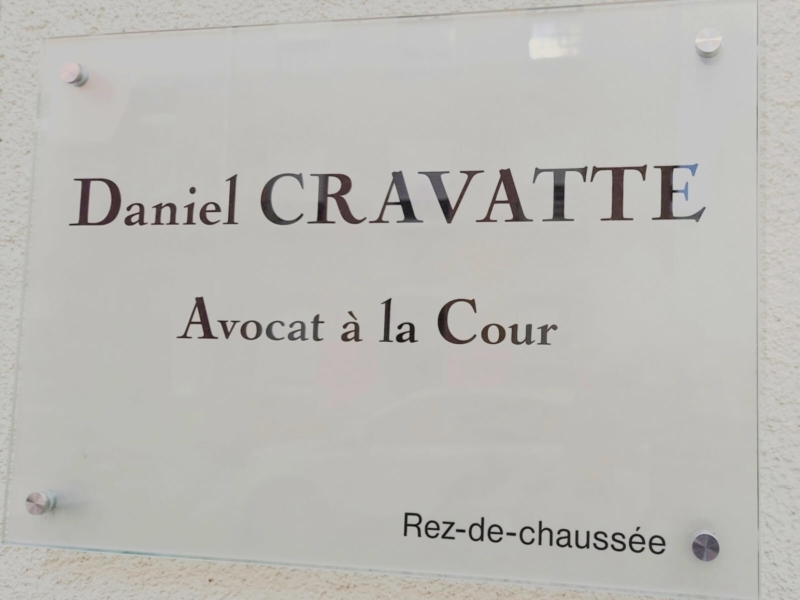 Daniel CRAVATTE
Avocat à la Cour
Rez-de-chaussée